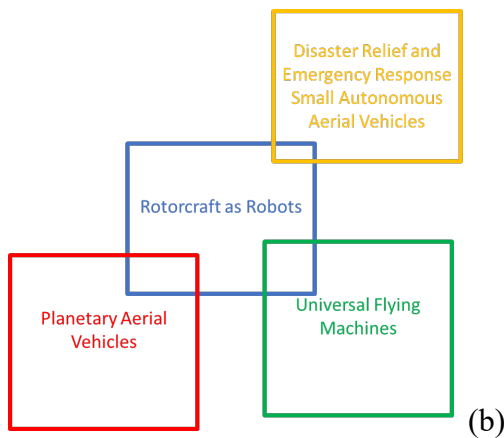 Disaster Relief and
Emergency Response
Small Autonomous
Aerial Vehicles
Rotorcraft as Robots
Planetary Aerial
Vehicles
Universal Flying
Machines
(b)